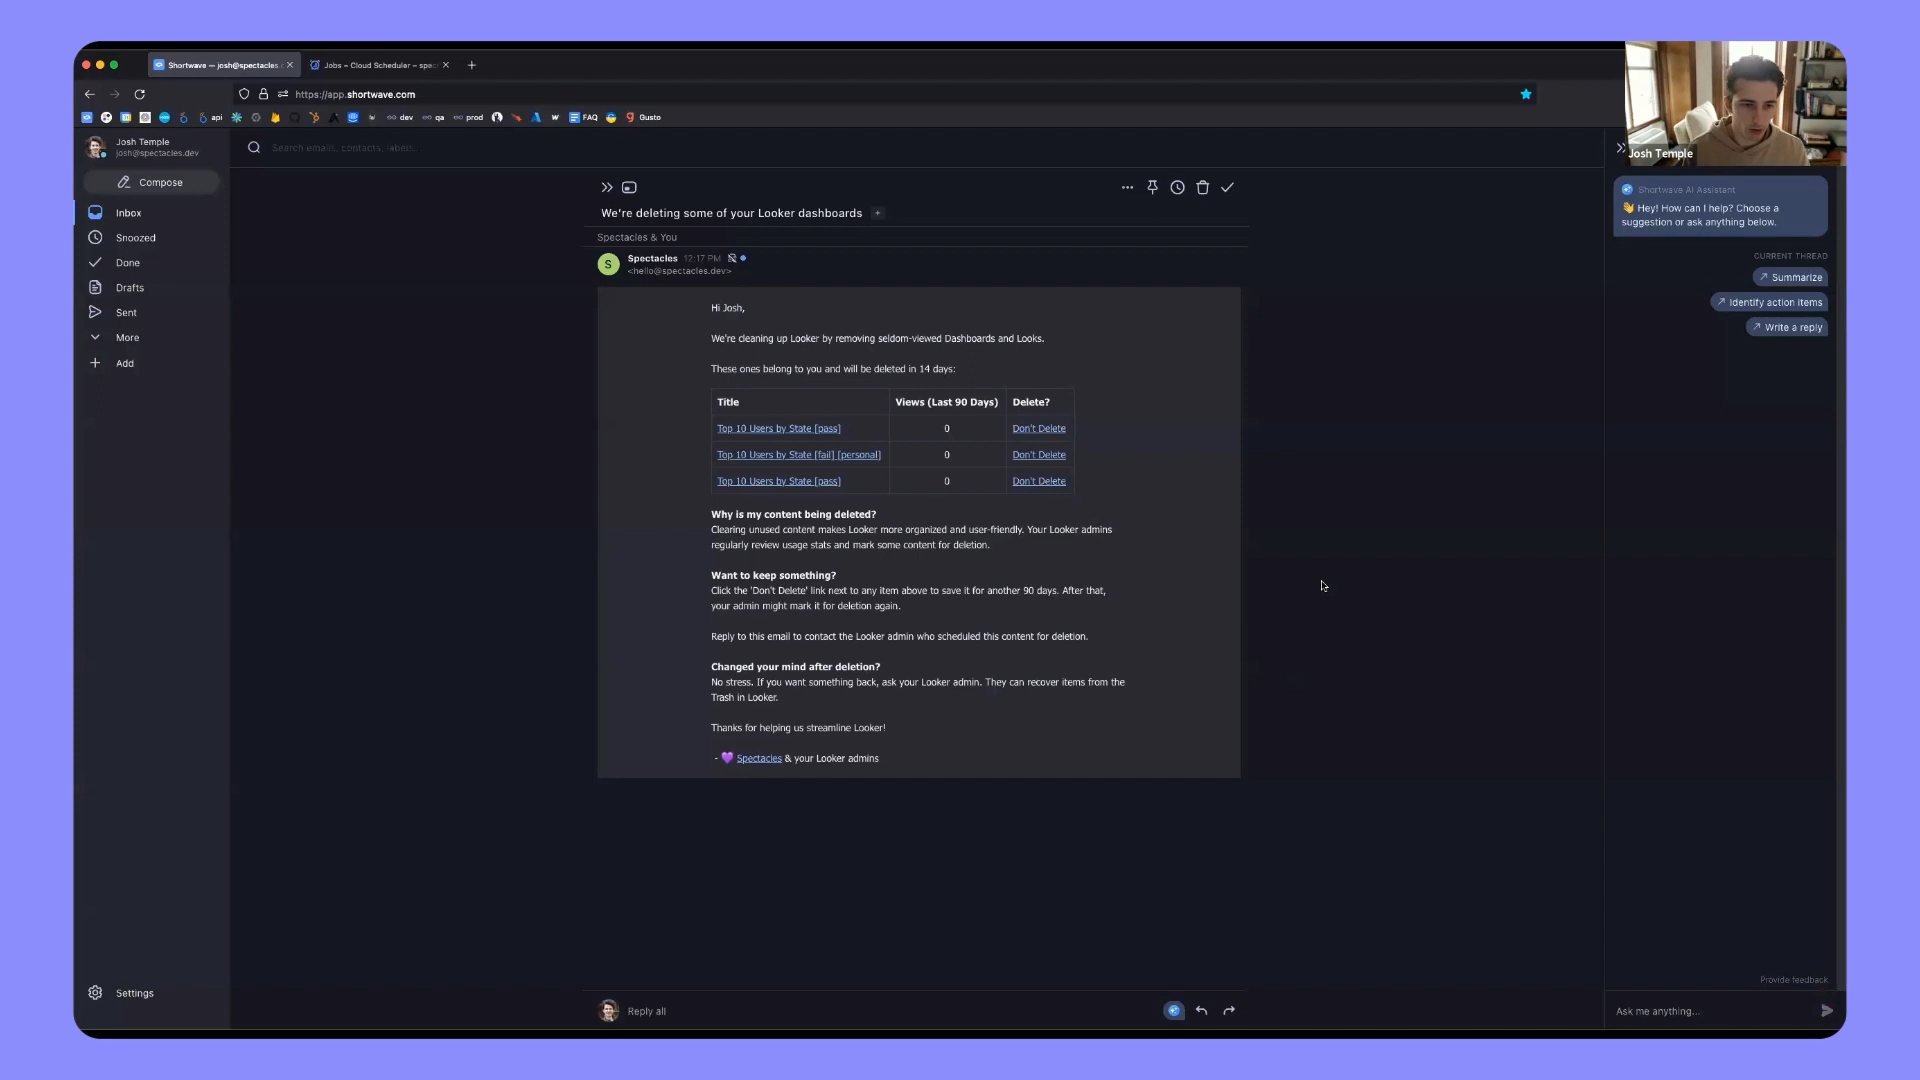 Shortwave — josh@spectacles.
Jobs – Cloud Scheduler – spec
https://app.shortwave.com
api
dev
qa
prod
FAQ
Gusto
Josh Temple
josh@spectacles.dev
Search emails, contacts, labels.
Josh Temple
Compose
Inbox
Snoozed
Done
Drafts
Sent
More
Add
Settings
We're deleting some of your Looker dashboards
Spectacles & You
S
Spectacles 12:17 PM
<hello@spectacles.dev>
Hi Josh,
We're cleaning up Looker by removing seldom-viewed Dashboards and Looks.
These ones belong to you and will be deleted in 14 days:
Title Views (Last 90 Days) Delete?
Top 10 Users by State [pass] 0 Don't Delete
Top 10 Users by State [fail] [personal] 0 Don't Delete
Top 10 Users by State [pass] 0 Don't Delete
Why is my content being deleted?
Clearing unused content makes Looker more organized and user-friendly. Your Looker admins
regularly review usage stats and mark some content for deletion.
Want to keep something?
Click the 'Don't Delete' link next to any item above to save it for another 90 days. After that,
your admin might mark it for deletion again.
Reply to this email to contact the Looker admin who scheduled this content for deletion.
Changed your mind after deletion?
No stress. If you want something back, ask your Looker admin. They can recover items from the
Trash in Looker.
Thanks for helping us streamline Looker!
- 💜 Spectacles & your Looker admins
Reply all
Shortwave AI Assistant
👋 Hey! How can I help? Choose a
suggestion or ask anything below.
CURRENT THREAD
Summarize
Identify action items
Write a reply
Provide feedback
Ask me anything...